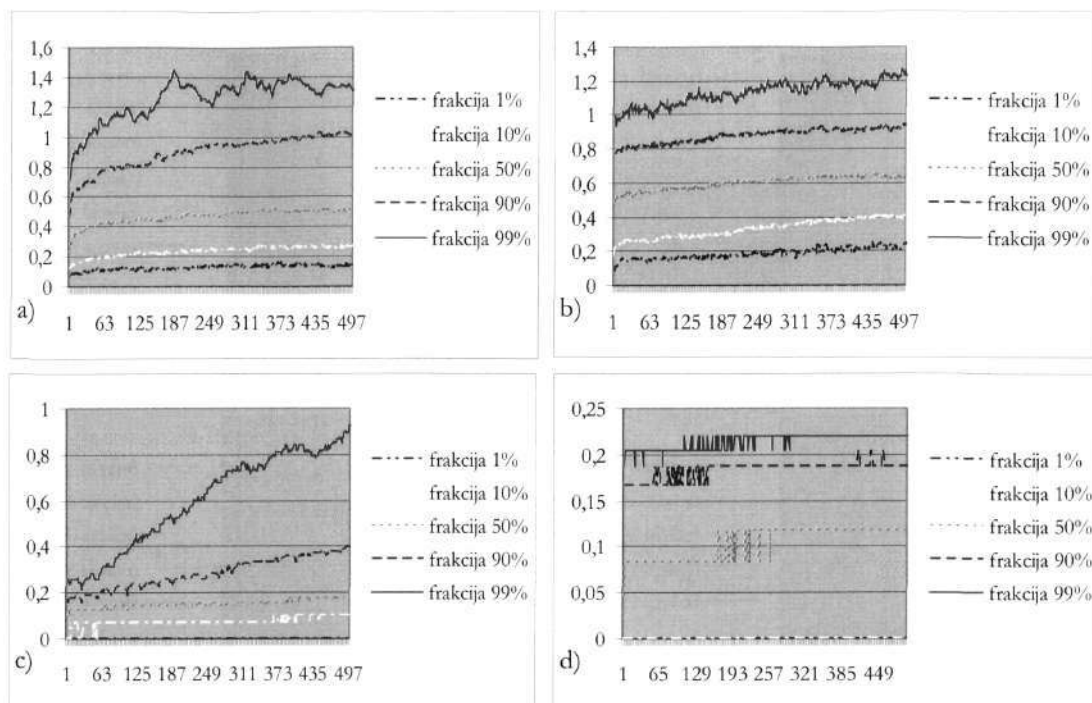 1,6
1,4
1,2
1
0,8
0,6
0,4
0,2
0
a)
1 63 125 187 249 311 373 435 497
frakcija 1%
frakcija 10%
frakcija 50%
frakcija 90%
frakcija 99%
1,4
1,2
1
0,8
0,6
0,4
0,2
0
b)
1 63 125 187 249 311 373 435 497
frakcija 1%
frakcija 10%
frakcija 50%
frakcija 90%
frakcija 99%
1
0,8
0,6
0,4
0,2
0
c)
1 63 125 187 249 311 373 435 497
frakcija 1%
frakcija 10%
frakcija 50%
frakcija 90%
frakcija 99%
0,25
0,2
0,15
0,1
0,05
0
d)
1 65 129 193 257 321 385 449
frakcija 1%
frakcija 10%
frakcija 50%
frakcija 90%
frakcija 99%